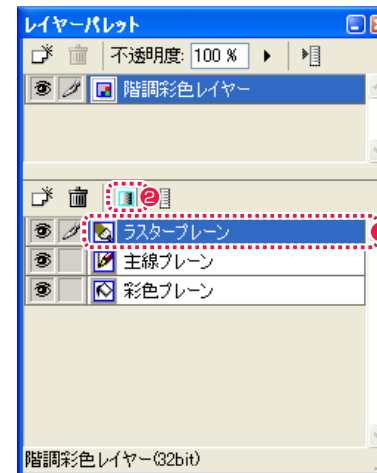 レイヤーパレット
不透明度: 100 %
階調彩色レイヤー
2
ラスタープレーン
主線プレーン
彩色プレーン
階調彩色レイヤー(32bit)